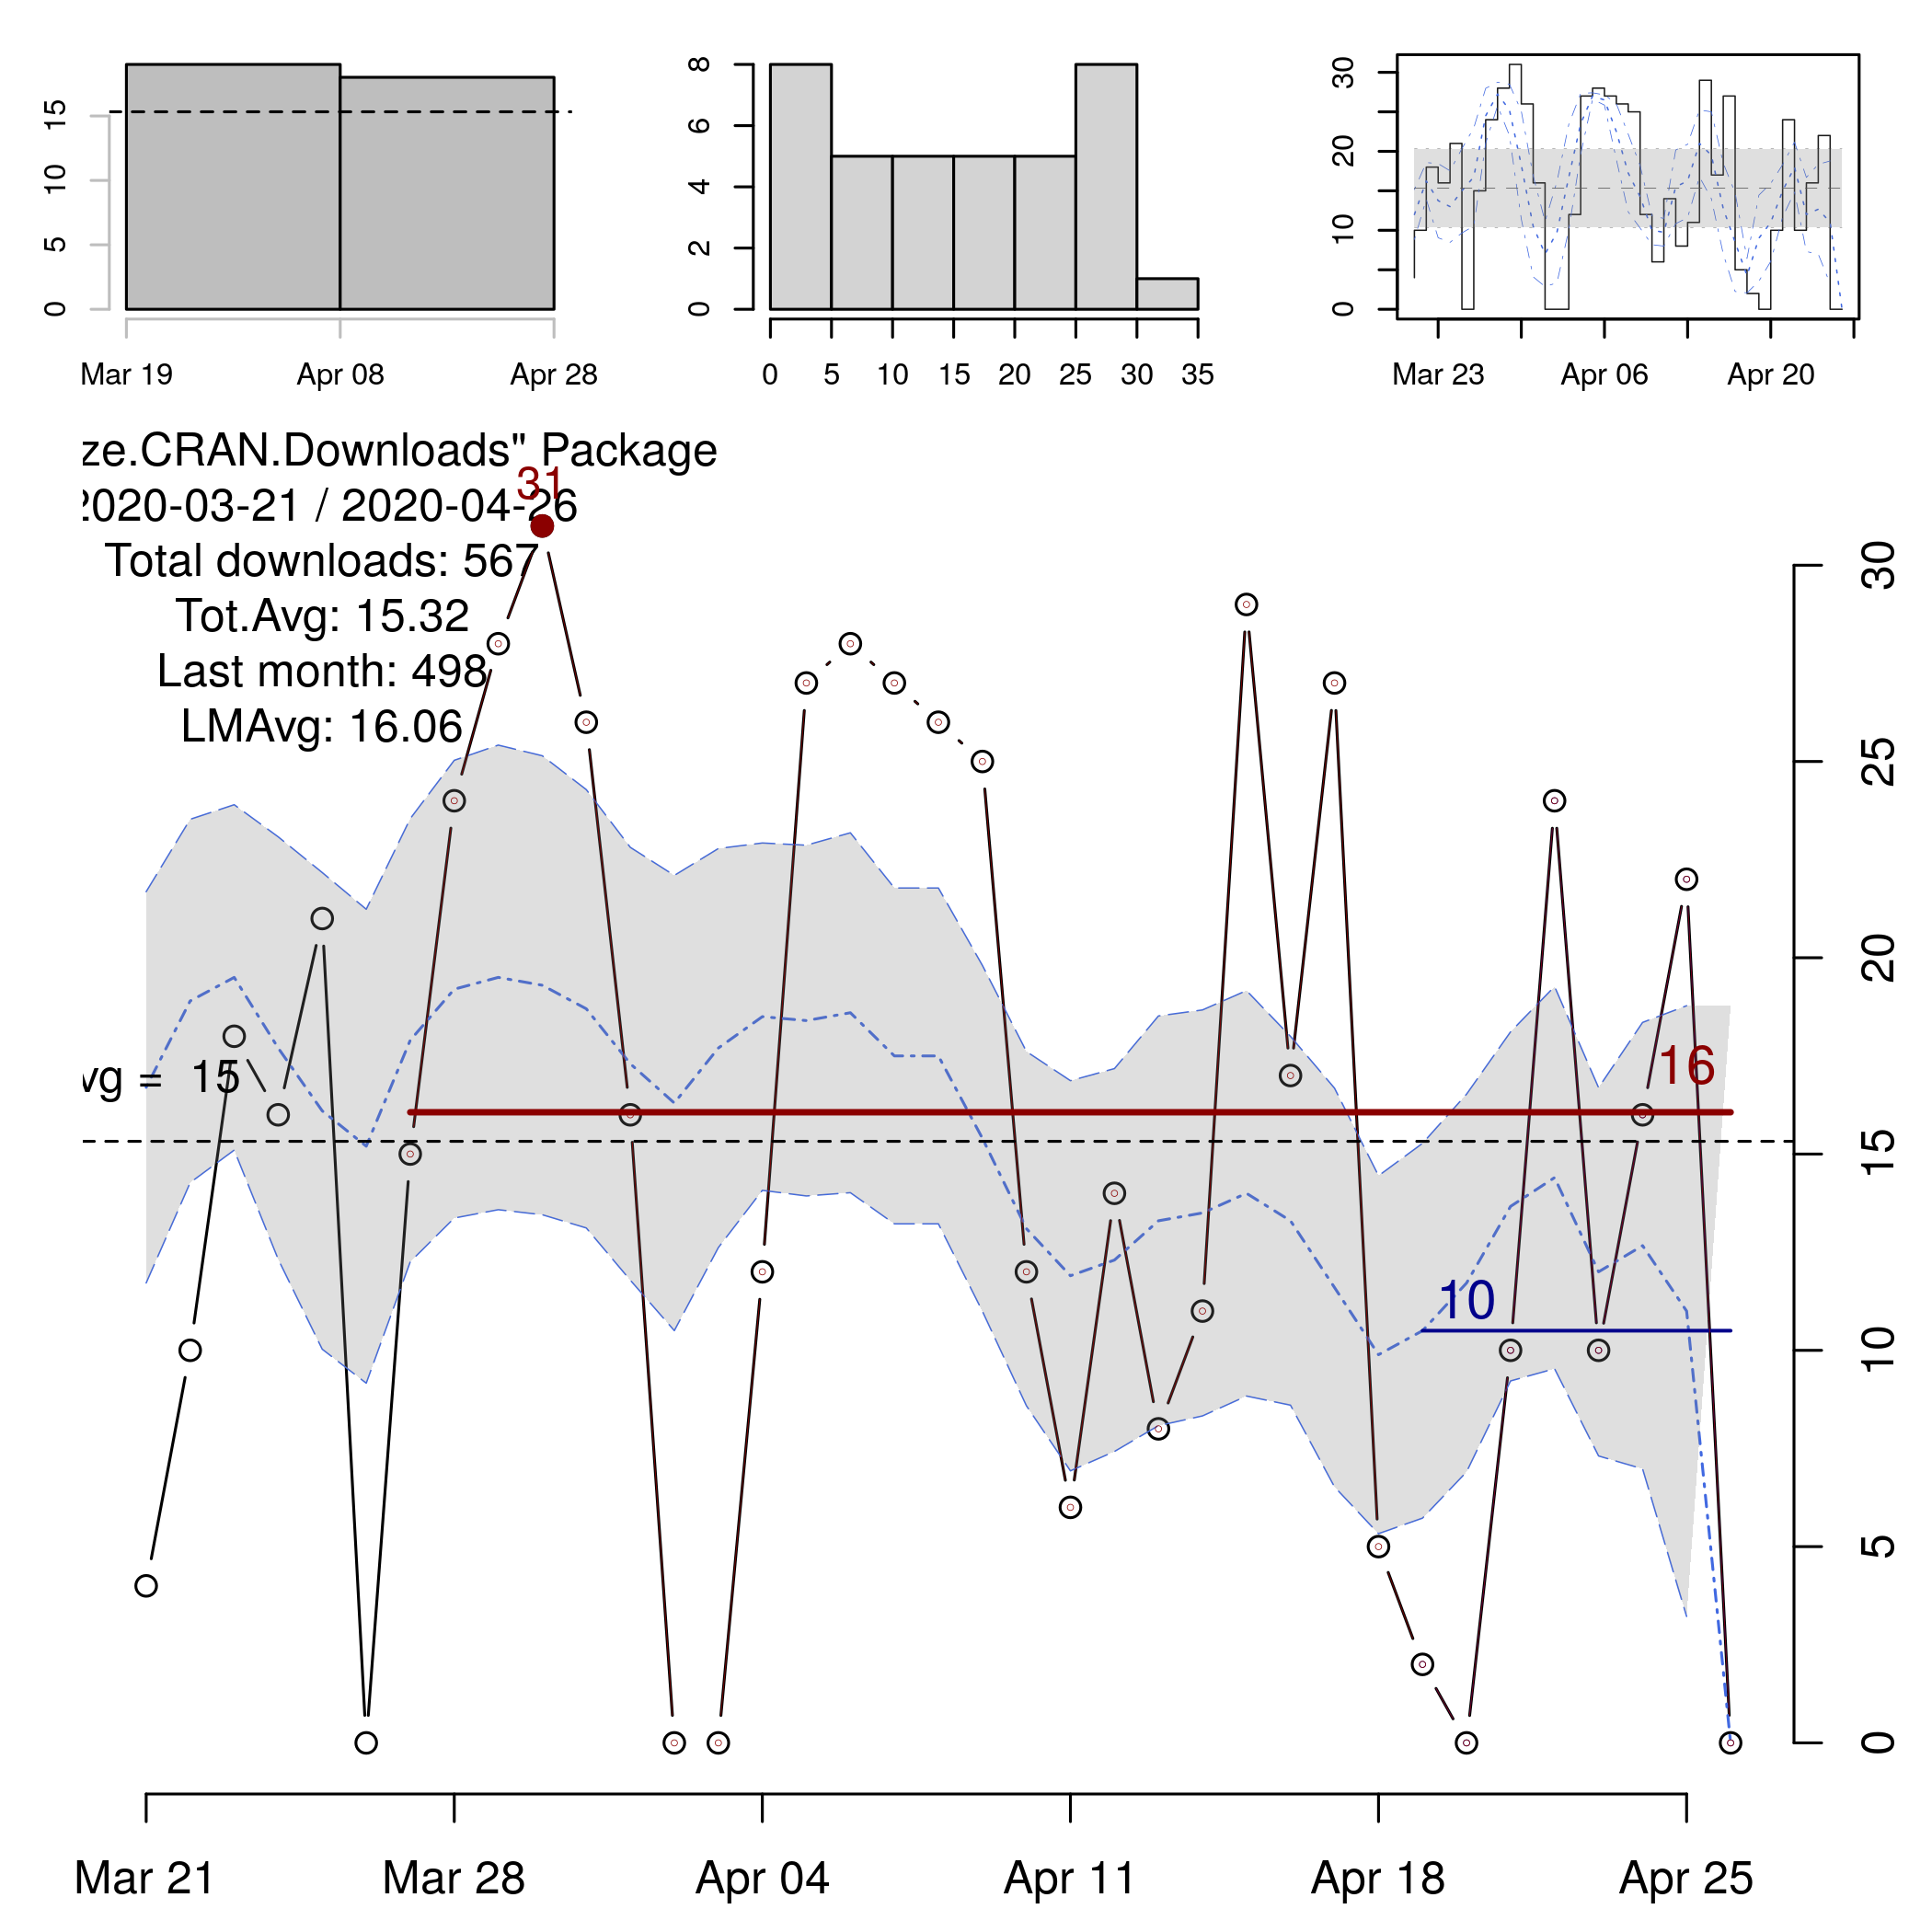 15
10
5
0
Mar 19 Apr 08 Apr 28
8
6
4
2
0
0 5 10 15 20 25 30 35
30
20
10
0
Mar 23 Apr 06 Apr 20
ze.CRAN.Downloads" Package
2020-03-21 / 2020-04-26
Total downloads: 567
Tot.Avg: 15.32
Last month: 498
LMAvg: 16.06
31
vg = 15
16
10
30
25
20
15
10
5
0
Mar 21 Mar 28 Apr 04 Apr 11 Apr 18 Apr 25